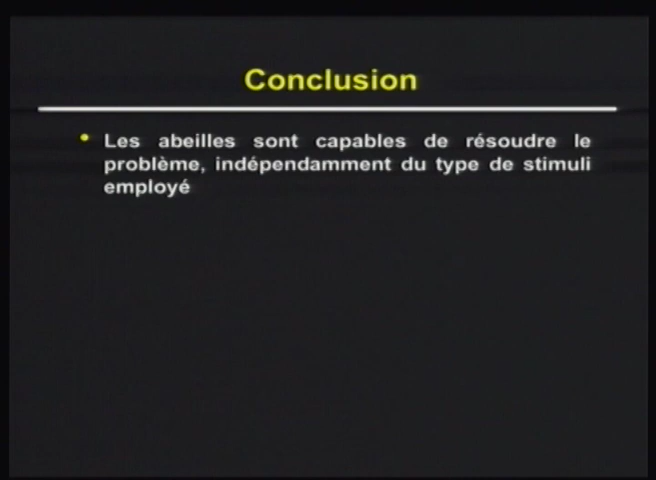 Conclusion
• Les abeilles sont capables de résoudre le
problème, indépendamment du type de stimuli
employé